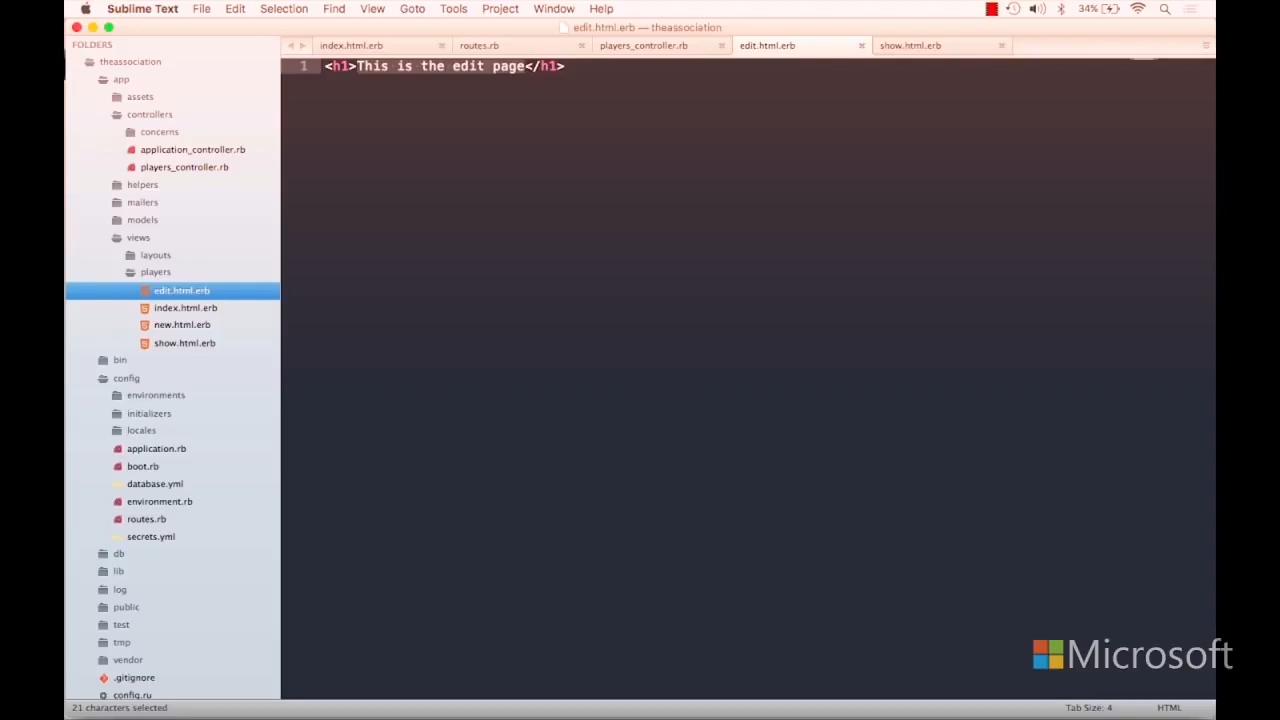 Sublime Text File Edit Selection Find View Goto Tools Project Window Help 34%
edit.html.erb — theassociation
FOLDERS
index.html.erb routes.rb players_controller.rb edit.html.erb show.html.erb
theassociation
1 <h1>This is the edit page</h1>
app
assets
controllers
concerns
application_controller.rb
players_controller.rb
helpers
mailers
models
views
layouts
players
edit.html.erb
index.html.erb
new.html.erb
show.html.erb
bin
config
environments
initializers
locales
application.rb
boot.rb
database.yml
environment.rb
routes.rb
secrets.yml
db
lib
log
public
test
tmp
vendor
.gitignore
config.ru
Microsoft
21 characters selected Tab Size: 4 HTML